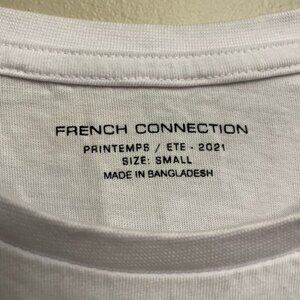 FRENCH CONNECTION
PRINTEMPS / ETE - 2021
SIZE: SMALL
MADE IN BANGLADESH